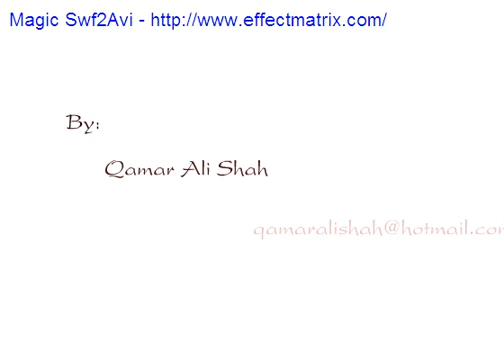 Magic Swf2Avi - http://www.effectmatrix.com/
By:
Qamar Ali Shah
qamaralishah@hotmail.com